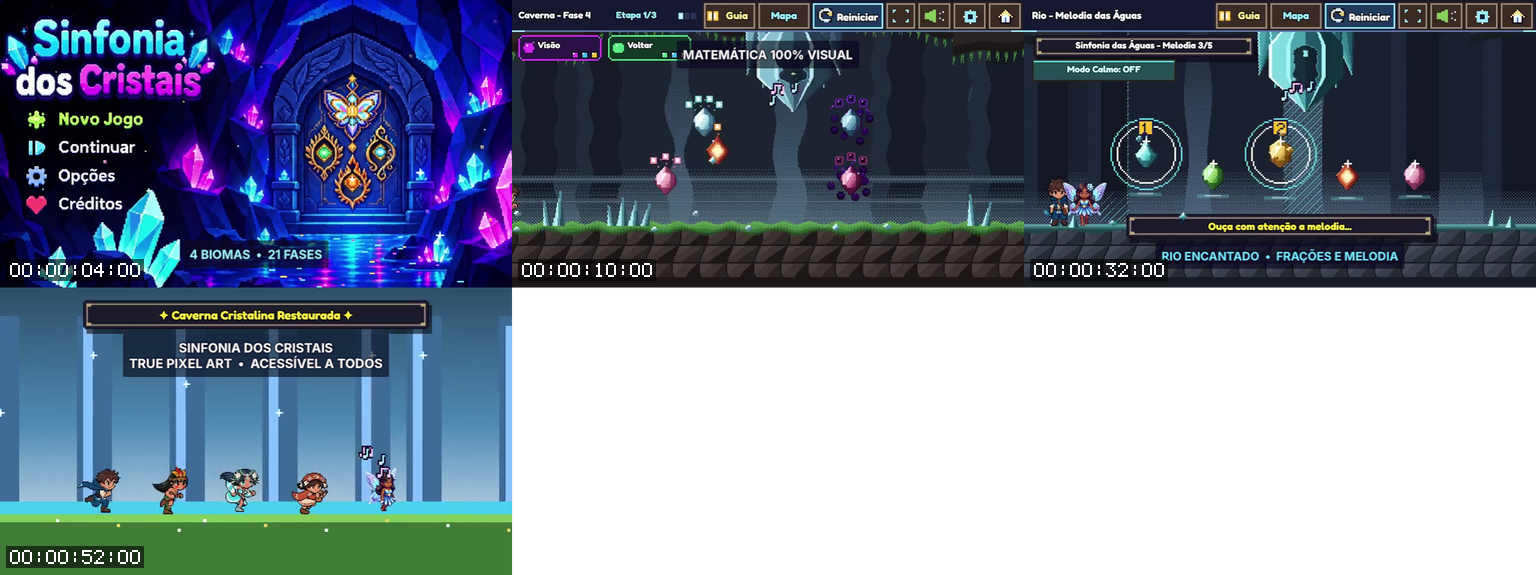 Sinfonia
dos Cristais
Novo Jogo
Continuar
Opções
Créditos
4 BIOMAS • 21 FASES
00:00:04:00
Caverna - Fase 4
Etapa 1/3
Guia
Mapa
Reiniciar
Visão
Voltar
MATEMÁTICA 100% VISUAL
00:00:10:00
Rio - Melodia das Águas
Guia
Mapa
Reiniciar
Sinfonia das Águas - Melodia 3/5
Modo Calmo: OFF
1
2
Ouça com atenção a melodia...
RIO ENCANTADO • FRAÇÕES E MELODIA
00:00:32:00
✦ Caverna Cristalina Restaurada ✦
SINFONIA DOS CRISTAIS
TRUE PIXEL ART • ACESSÍVEL A TODOS
00:00:52:00